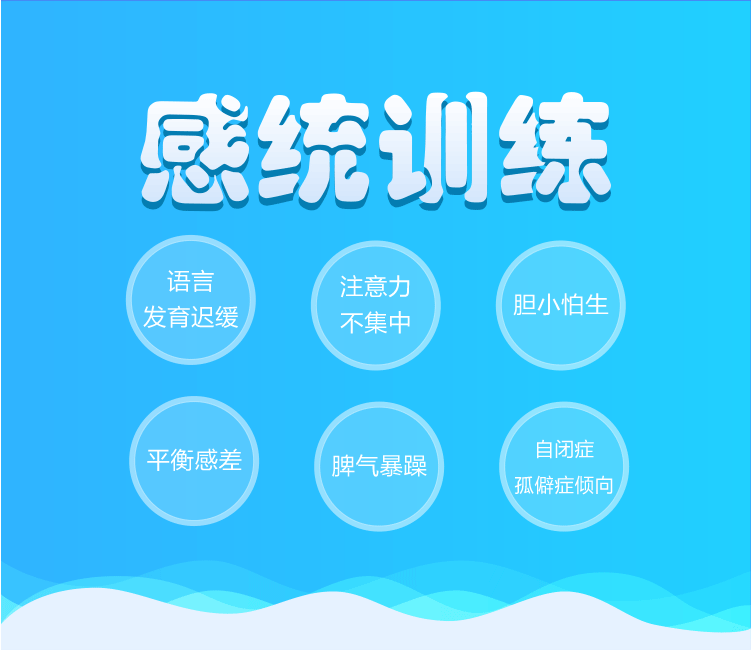 感统训练
语言
发育迟缓
注意力
不集中
胆小怕生
平衡感差
脾气暴躁
自闭症
孤僻症倾向